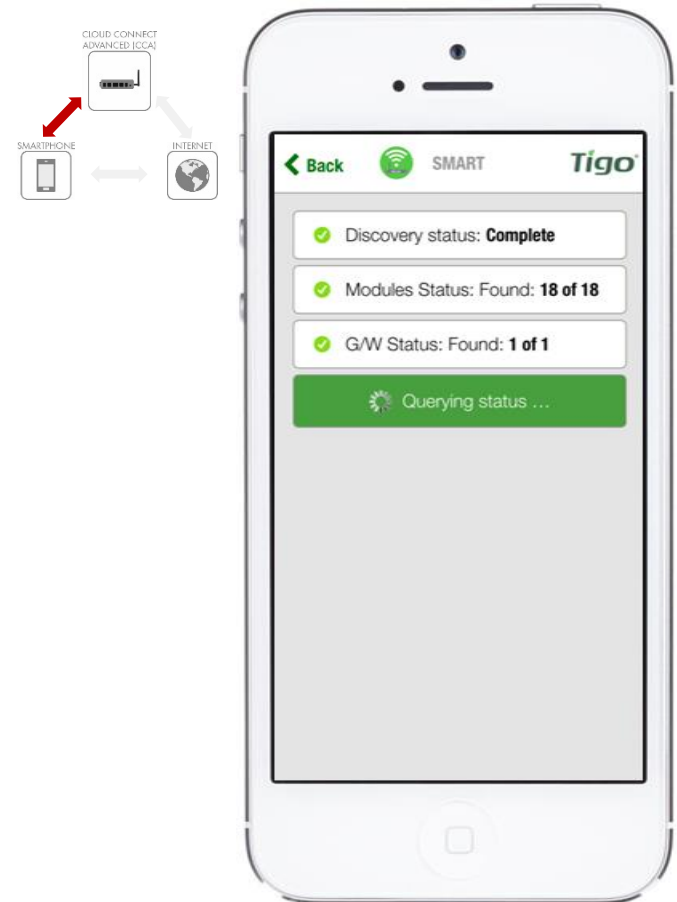 CLOUD CONNECT
ADVANCED (CCA)
SMARTPHONE
INTERNET
Back
SMART
Tigo
Discovery status: Complete
Modules Status: Found: 18 of 18
G/W Status: Found: 1 of 1
Querying status ...